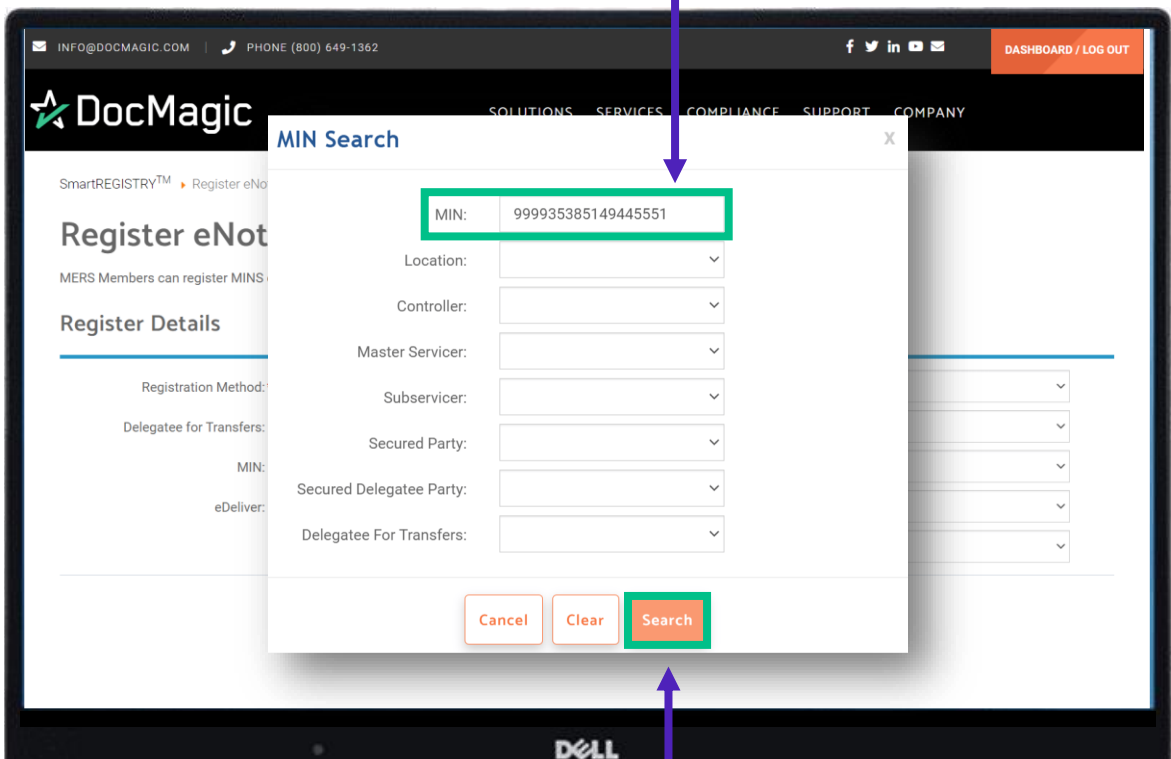 INFO@DOCMAGIC.COM | PHONE (800) 649-1362
DASHBOARD / LOG OUT
DocMagic
SOLUTIONS SERVICES COMPLIANCE SUPPORT COMPANY
MIN Search X
SmartREGISTRY™ Register eNo
MIN: 999935385149445551
Register eNot
Location:
MERS Members can register MINS
Controller:
Register Details
Master Servicer:
Registration Method:
Subservicer:
Delegatee for Transfers:
Secured Party:
MIN:
Secured Delegatee Party:
eDeliver:
Delegatee For Transfers:
Cancel Clear Search
DELL